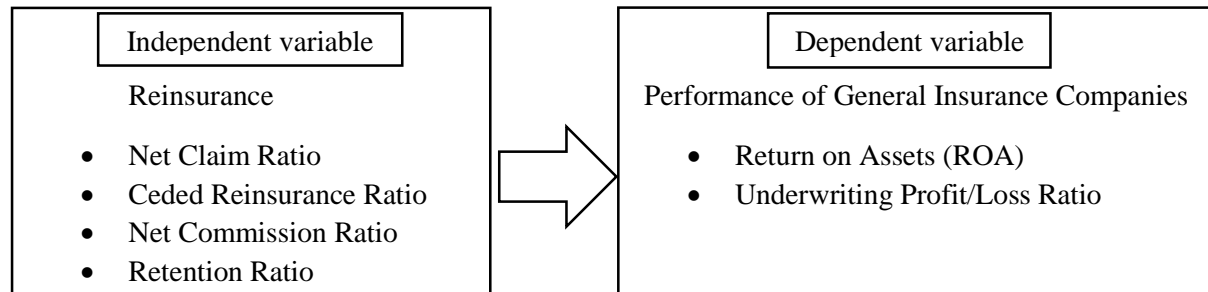 Independent variable
Reinsurance
• Net Claim Ratio
• Ceded Reinsurance Ratio
• Net Commission Ratio
• Retention Ratio
Dependent variable
Performance of General Insurance Companies
• Return on Assets (ROA)
• Underwriting Profit/Loss Ratio